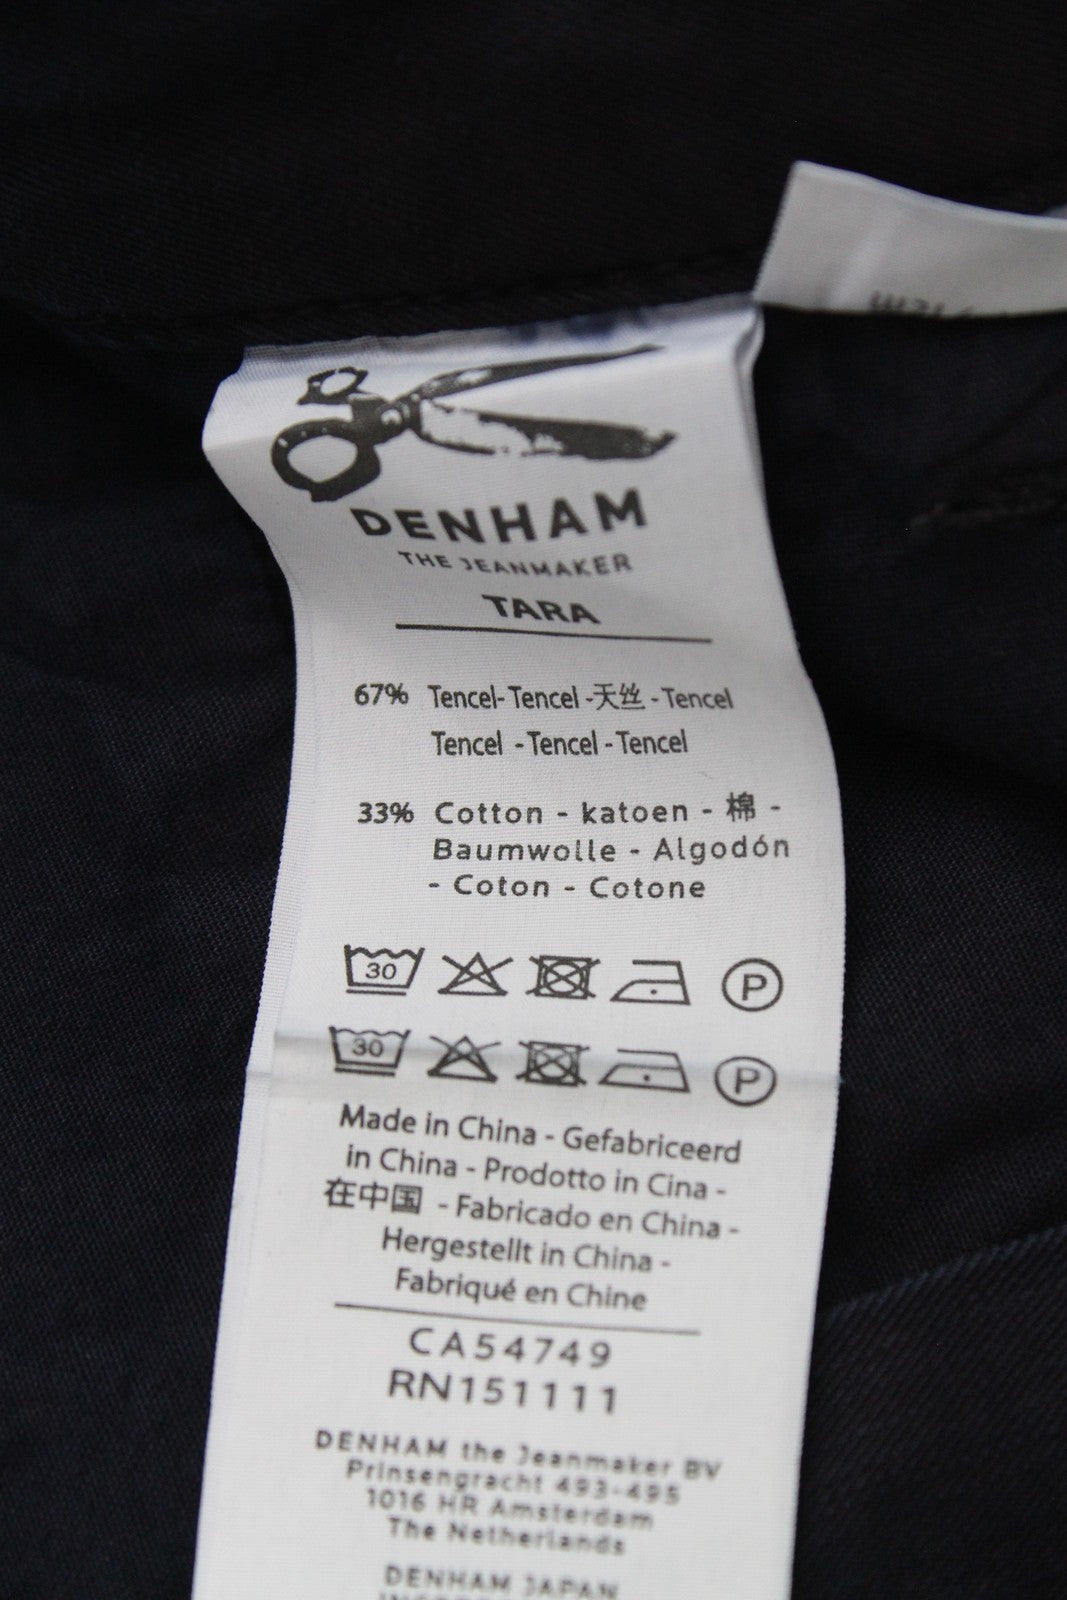 DENHAM
THE JEANMAKER
TARA
67% Tencel- Tencel -天丝 - Tencel
Tencel - Tencel - Tencel
33% Cotton - katoen - 棉 -
Baumwolle - Algodón
- Coton - Cotone
30 P
30 P
Made in China - Gefabriceerd
in China - Prodotto in Cina -
在中国 - Fabricado en China -
Hergestellt in China -
Fabriqué en Chine
CA54749
RN151111
DENHAM the Jeanmaker BV
Prinsengracht 493-495
1016 HR Amsterdam
The Netherlands
DENHAM JAPAN